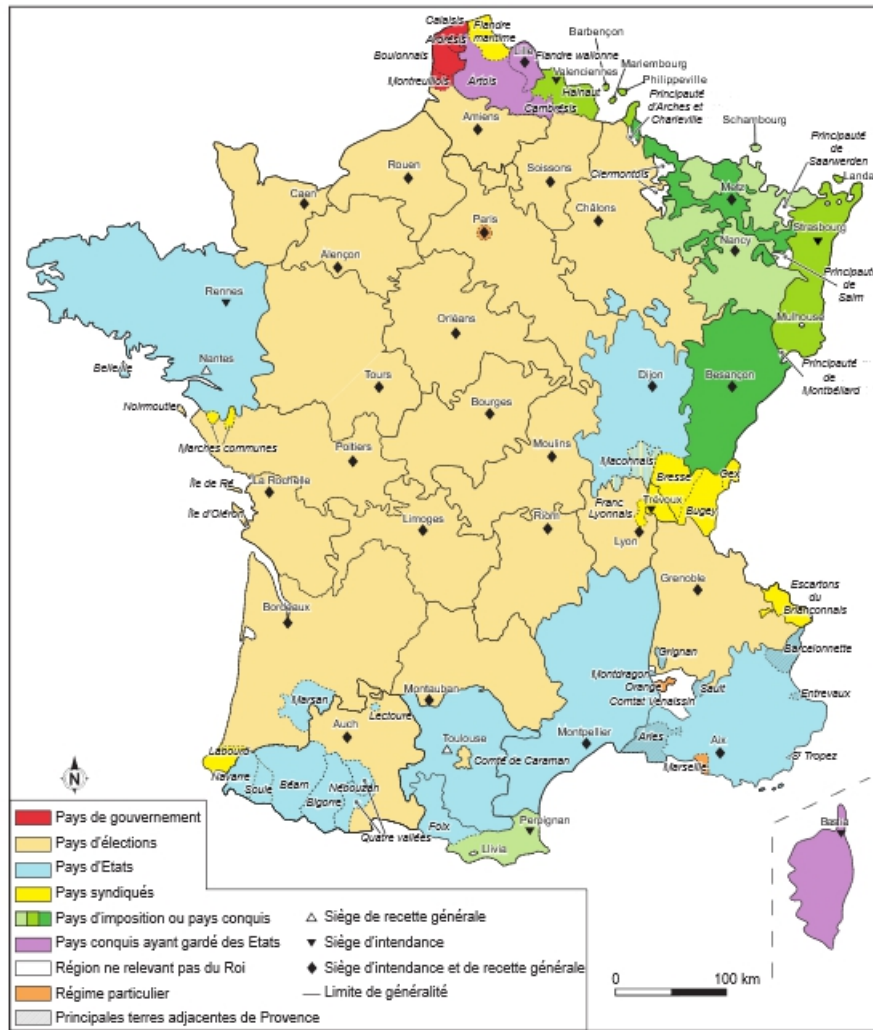 Calaisis
Ardrésis
Flandre
maritime
Boulonnais
Montreuillois
Lille
Flandre wallonne
Barbençon
Mariembourg
Philippeville
Valenciennes
Hainaut
Artois
Cambrésis
Principauté
d'Arches et
Charleville
Schambourg
Principauté
de
Saarwerden
Landau
Amiens
Rouen
Soissons
Clermontois
Metz
Caen
Paris
Châlons
Strasbourg
Nancy
Alençon
Principauté
de
Salm
Rennes
Orléans
Mulhouse
Belleile
Nantes
Tours
Dijon
Besançon
Principauté
de
Montbéliard
Noirmoutier
Bourges
Marches communes
Poitiers
Moulins
Maconnais
Bresse
Gex
Île de Ré
La Rochelle
Franc
Lyonnais
Trévoux
Bugey
Île d'Oléron
Limoges
Riom
Lyon
Grenoble
Escartons
du
Briançonnais
Bordeaux
Grignan
Barcelonnette
Montdragon
Orange
Comtat Venaissin
Sault
Entrevaux
Marsan
Lectoure
Montauban
Auch
Toulouse
Montpellier
Arles
Aix
Comté de Caraman
Marseille
St Tropez
Labourd
Navarre
Soule
Béarn
Bigorre
Nébouzan
Quatre vallées
Foix
Perpignan
Llivia
Bastia
N
Pays de gouvernement
Pays d'élections
Pays d'Etats
Pays syndiqués
Pays d'imposition ou pays conquis
Pays conquis ayant gardé des Etats
Région ne relevant pas du Roi
Régime particulier
Principales terres adjacentes de Provence
Siège de recette générale
Siège d'intendance
Siège d'intendance et de recette générale
Limite de généralité
0 100 km